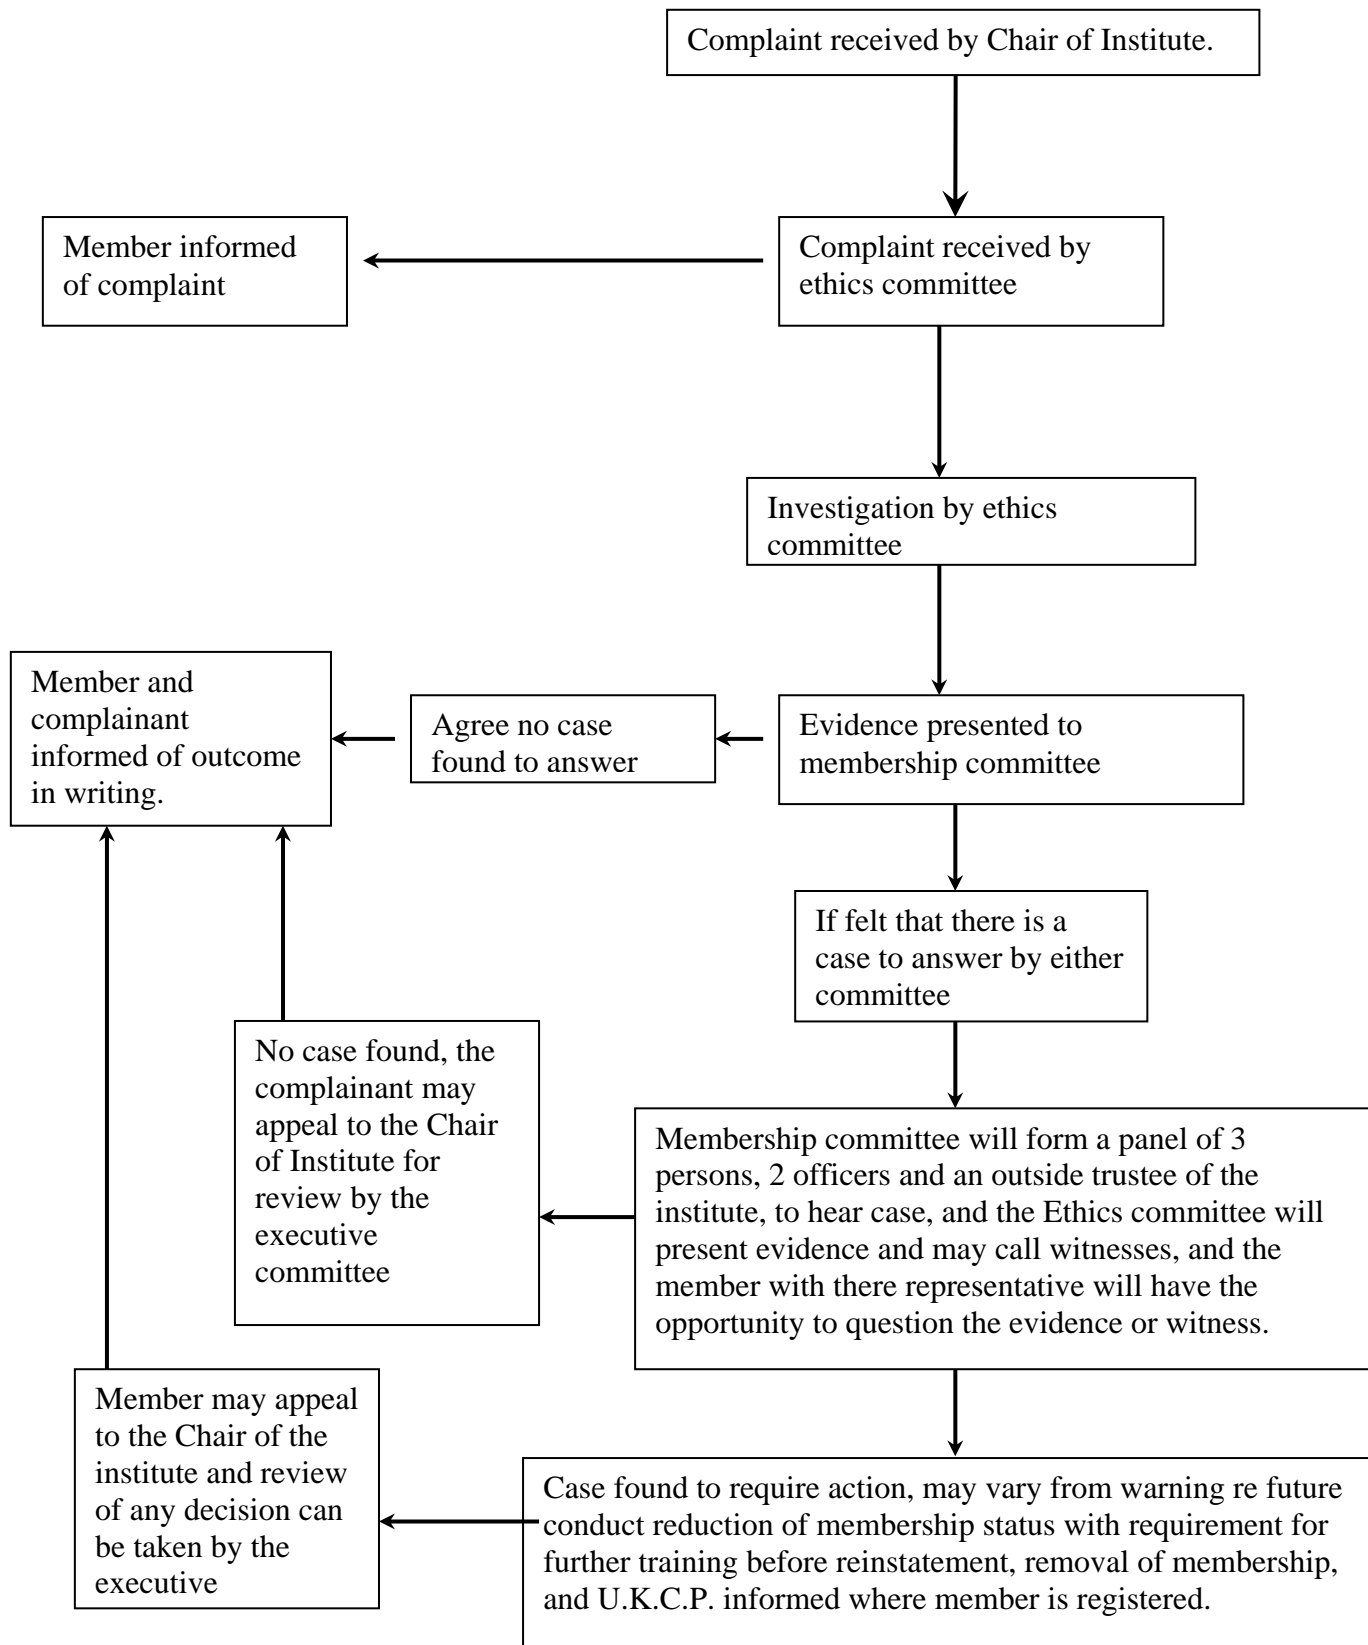 Complaint received by Chair of Institute.
Member informed
of complaint
Complaint received by
ethics committee
Investigation by ethics
committee
Member and
complainant
informed of outcome
in writing.
Agree no case
found to answer
Evidence presented to
membership committee
If felt that there is a
case to answer by either
committee
No case found, the
complainant may
appeal to the Chair
of Institute for
review by the
executive
committee
Membership committee will form a panel of 3
persons, 2 officers and an outside trustee of the
institute, to hear case, and the Ethics committee will
present evidence and may call witnesses, and the
member with there representative will have the
opportunity to question the evidence or witness.
Member may appeal
to the Chair of the
institute and review
of any decision can
be taken by the
executive
Case found to require action, may vary from warning re future
conduct reduction of membership status with requirement for
further training before reinstatement, removal of membership,
and U.K.C.P. informed where member is registered.